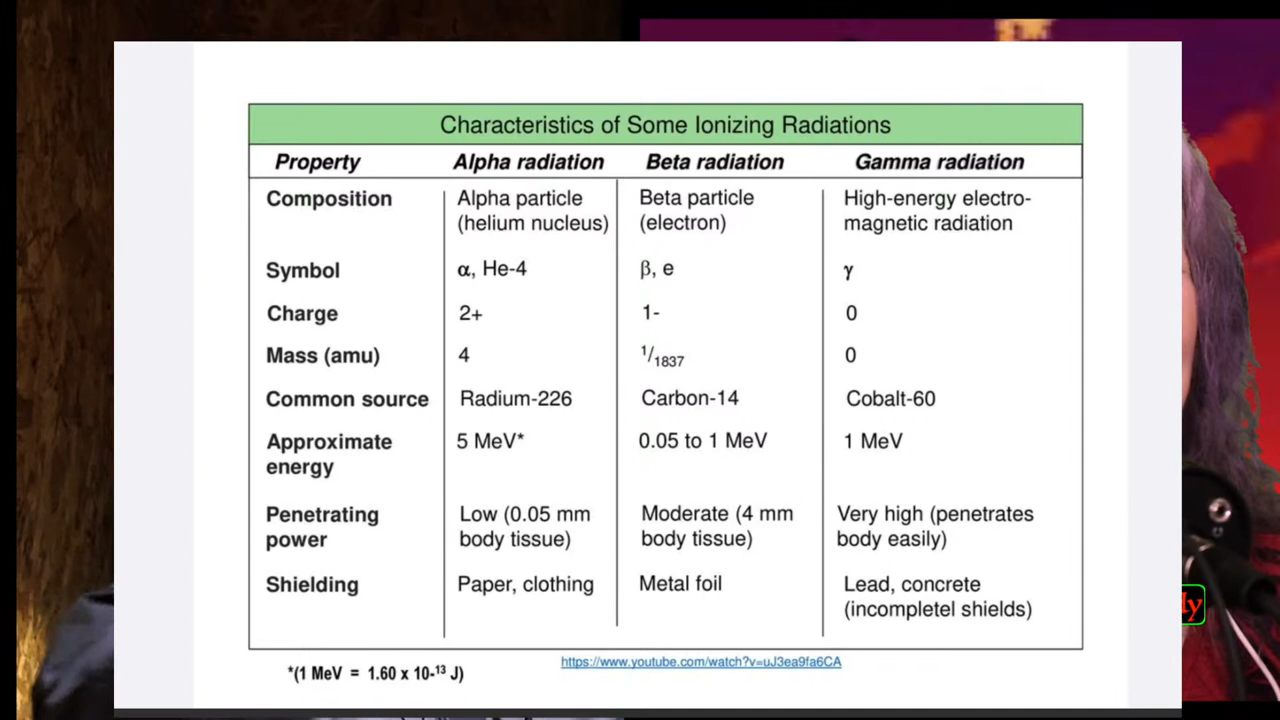 Characteristics of Some Ionizing Radiations
Property Alpha radiation Beta radiation Gamma radiation
Composition Alpha particle Beta particle High-energy electro-
(helium nucleus) (electron) magnetic radiation
Symbol α, He-4 β, e γ
Charge 2+ 1- 0
Mass (amu) 4 1/1837 0
Common source Radium-226 Carbon-14 Cobalt-60
Approximate 5 MeV* 0.05 to 1 MeV 1 MeV
energy
Penetrating Low (0.05 mm Moderate (4 mm Very high (penetrates
power body tissue) body tissue) body easily)
Shielding Paper, clothing Metal foil Lead, concrete
(incompletel shields)
*(1 MeV = 1.60 x 10-13 J)
https://www.youtube.com/watch?v=uJ3ea9fa6CA